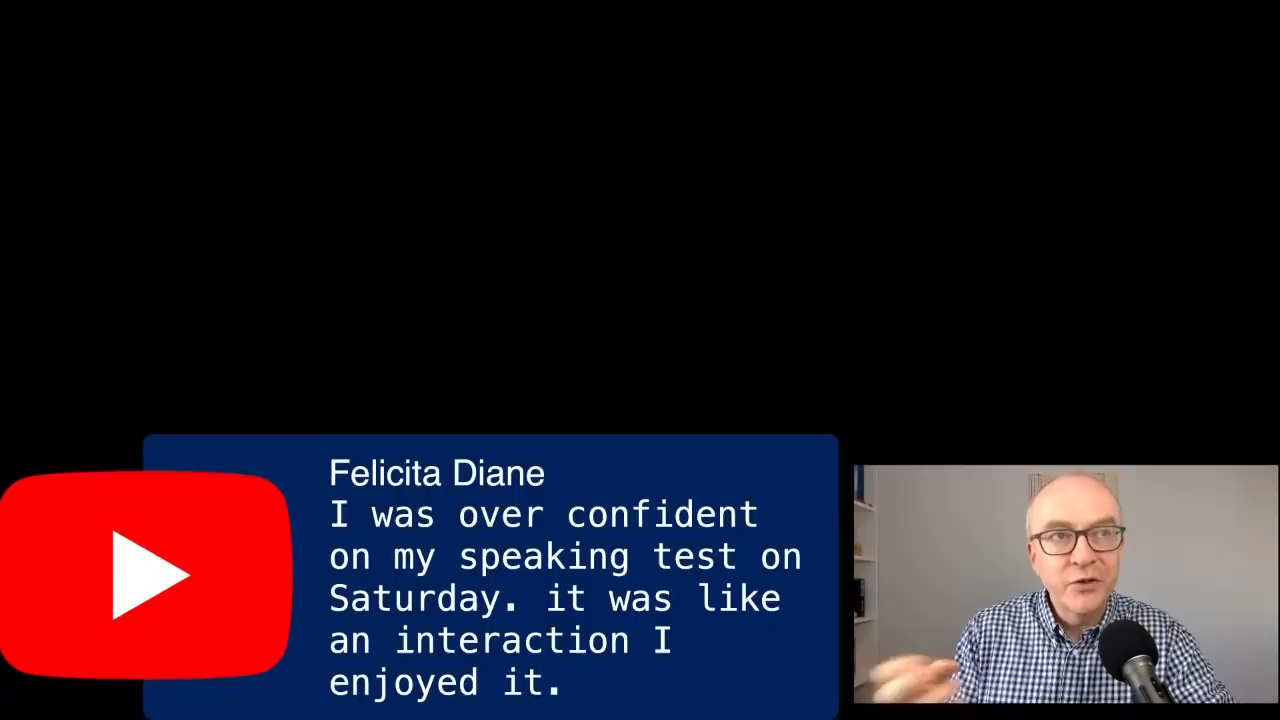 Felicita Diane
I was over confident
on my speaking test on
Saturday. it was like
an interaction I
enjoyed it.